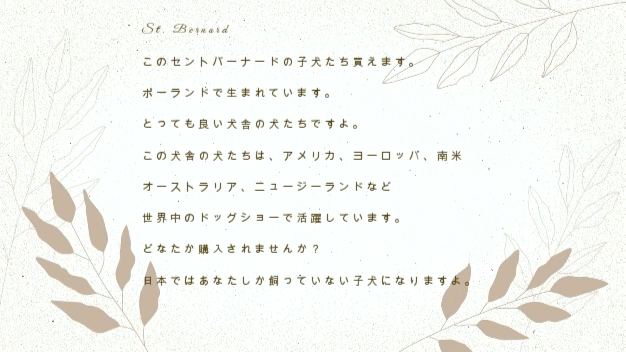 St. Bernard
このセントバーナードの子犬たち買えます。
ポーランドで生まれています。
とっても良い犬舎の犬たちですよ。
この犬舎の犬たちは、アメリカ、ヨーロッパ、南米
オーストラリア、ニュージーランドなど
世界中のドッグショーで活躍しています。
どなたか購入されませんか？
日本ではあなたしか飼っていない子犬になりますよ。